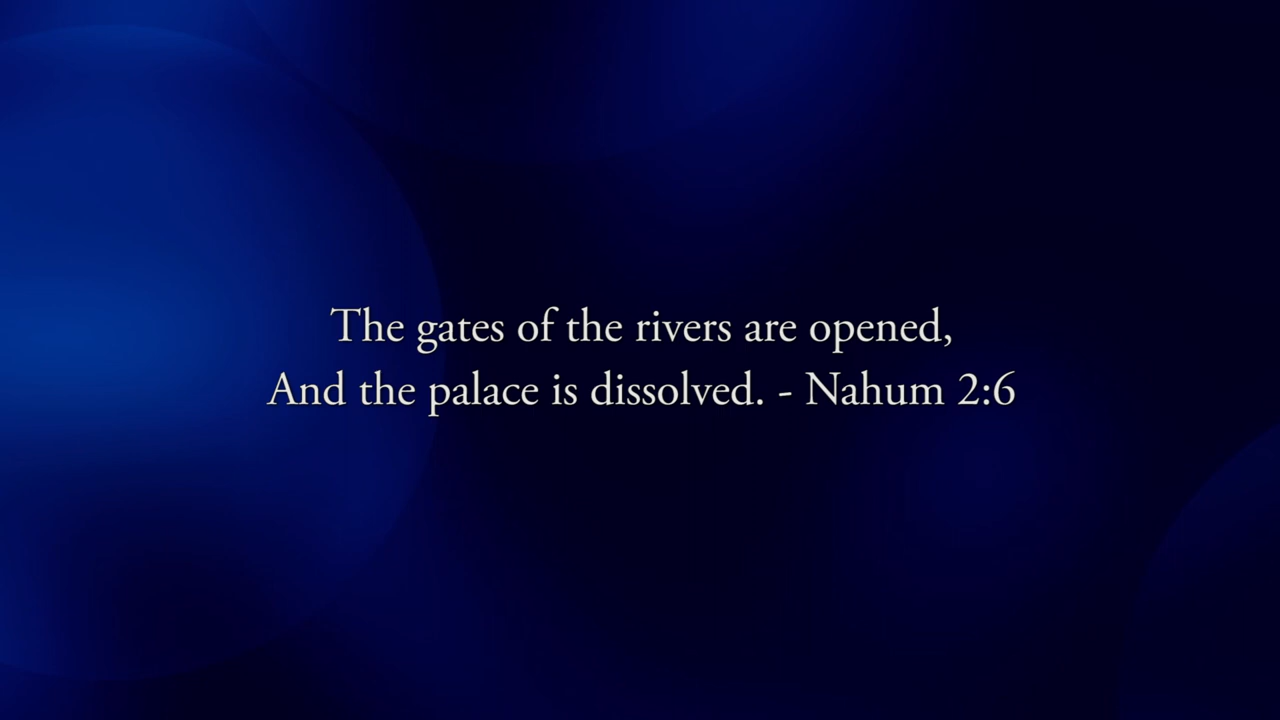 The gates of the rivers are opened,
And the palace is dissolved. - Nahum 2:6